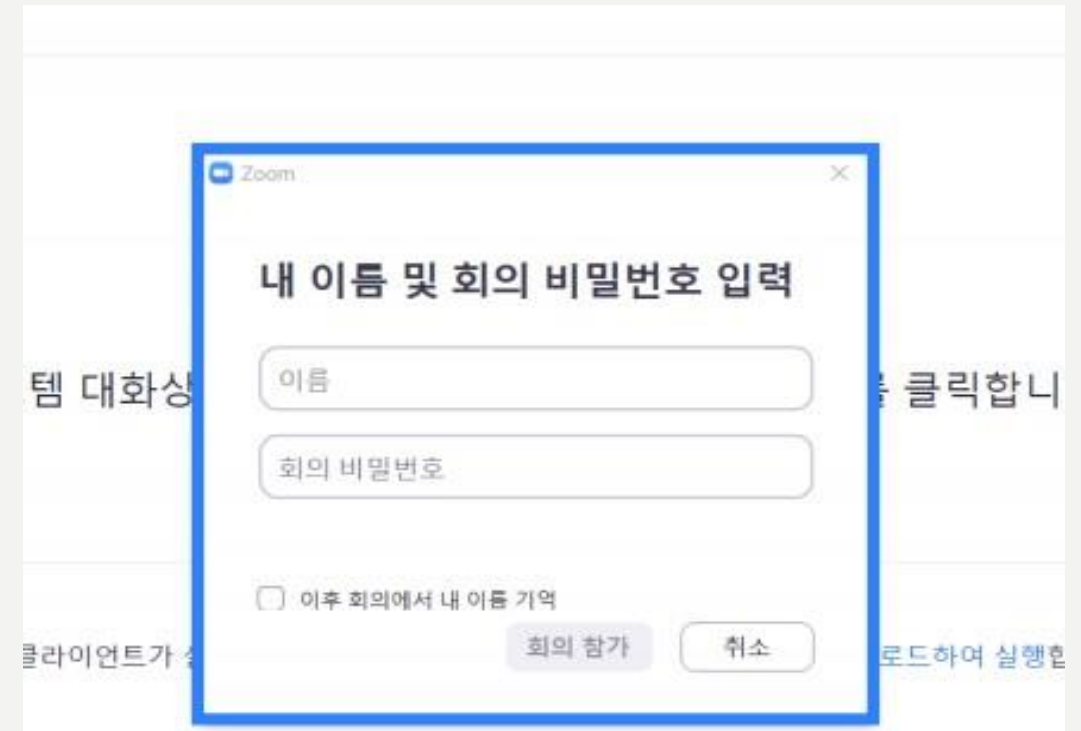 Zoom
내 이름 및 회의 비밀번호 입력
템 대화상
이름
클릭합니
회의 비밀번호
이후 회의에서 내 이름 기억
회의 참가
취소
클라이언트가
로드하여 실행합